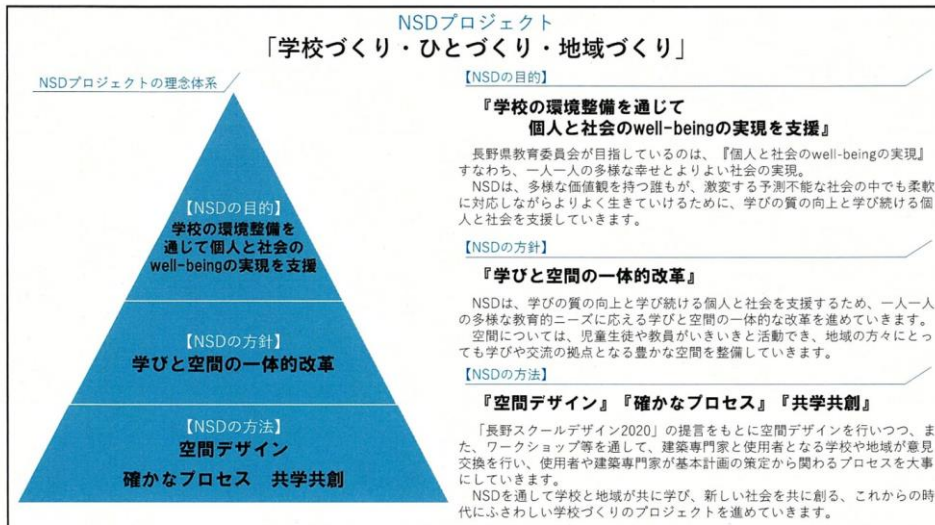 NSDプロジェクト
「学校づくり・ひとづくり・地域づくり」
NSDプロジェクトの理念体系
【NSDの目的】
学校の環境整備を
通じて個人と社会の
well-beingの実現を支援
【NSDの方針】
学びと空間の一体的改革
【NSDの方法】
空間デザイン
確かなプロセス　共学共創
【NSDの目的】
『学校の環境整備を通じて
個人と社会のwell-beingの実現を支援』
長野県教育委員会が目指しているのは、『個人と社会のwell-beingの実現』
すなわち、一人一人の多様な幸せとよりよい社会の実現。
NSDは、多様な価値観を持つ誰もが、激変する予測不能な社会の中でも柔軟
に対応しながらよりよく生きていけるために、学びの質の向上と学び続ける個
人と社会を支援していきます。
【NSDの方針】
『学びと空間の一体的改革』
NSDは、学びの質の向上と学び続ける個人と社会を支援するため、一人一人
の多様な教育的ニーズに応える学びと空間の一体的な改革を進めていきます。
空間については、児童生徒や教員がいきいきと活動でき、地域の方々にとっ
ても学びや交流の拠点となる豊かな空間を整備していきます。
【NSDの方法】
『空間デザイン』『確かなプロセス』『共学共創』
「長野スクールデザイン2020」の提言をもとに空間デザインを行いつつ、ま
た、ワークショップ等を通して、建築専門家と使用者となる学校や地域が意見
交換を行い、使用者や建築専門家が基本計画の策定から関わるプロセスを大事
にしていきます。
NSDを通して学校と地域が共に学び、新しい社会を共に創る、これからの時
代にふさわしい学校づくりのプロジェクトを進めていきます。